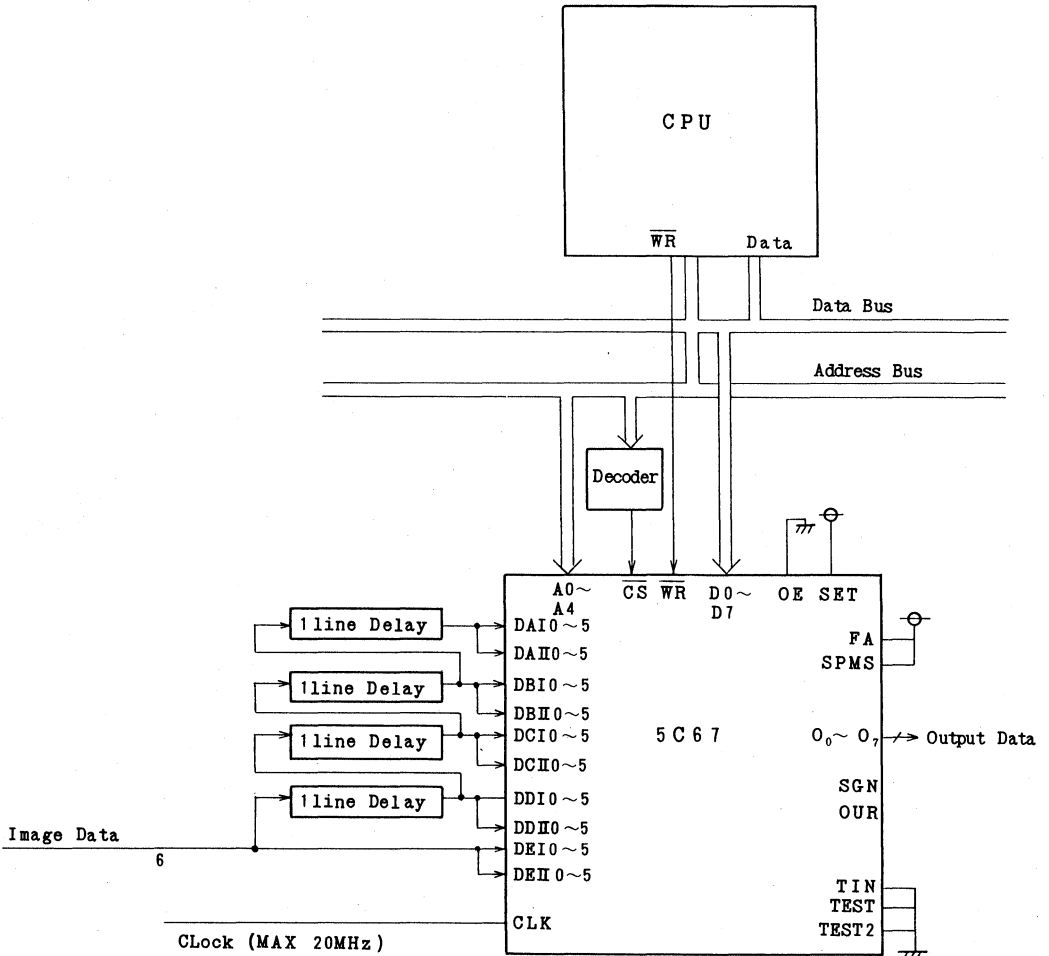 CPU
WR Data
Data Bus
Address Bus
Decoder
A0~ CS WR D0~ OE SET
A4 D7
1line Delay DAI0~5 FA
DAⅡ0~5 SPMS
1line Delay DBI0~5
DBⅡ0~5
1line Delay DCI0~5 5C67 O₀~ O₇ Output Data
DCⅡ0~5
1line Delay DDI0~5 SGN
DDⅡ0~5 OUR
Image Data DEI0~5
6
DEⅡ0~5 TIN
TEST
CLK TEST2
CLock (MAX 20MHz)